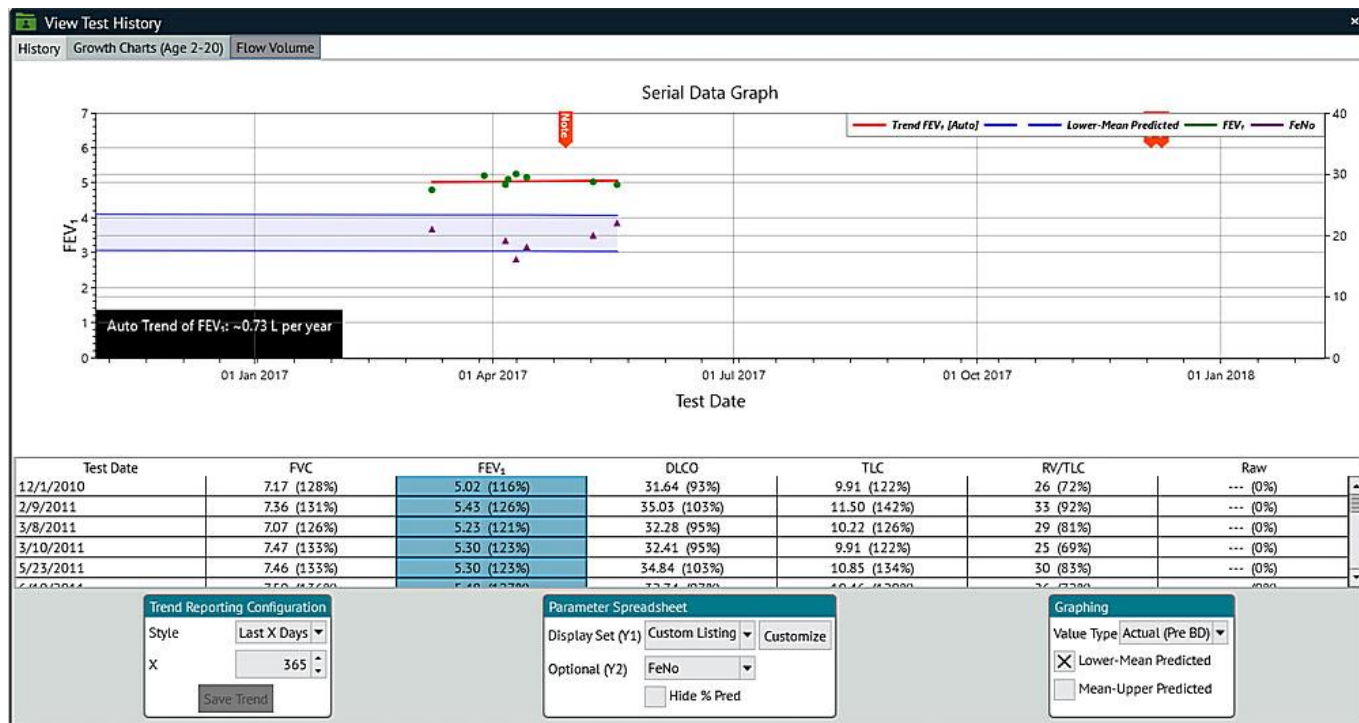 View Test History
×
History Growth Charts (Age 2-20) Flow Volume
Serial Data Graph
Note
Trend FEV₁ [Auto] Lower-Mean Predicted FEV₁ FeNo
7
6
5
4
3
2
1
0
FEV₁
40
30
20
10
0
Auto Trend of FEV₁: ~0.73 L per year
01 Jan 2017 01 Apr 2017 01 Jul 2017 01 Oct 2017 01 Jan 2018
Test Date
Test Date FVC FEV₁ DLCO TLC RV/TLC Raw
12/1/2010 7.17 (128%) 5.02 (116%) 31.64 (93%) 9.91 (122%) 26 (72%) --- (0%)
2/9/2011 7.36 (131%) 5.43 (126%) 35.03 (103%) 11.50 (142%) 33 (92%) --- (0%)
3/8/2011 7.07 (126%) 5.23 (121%) 32.28 (95%) 10.22 (126%) 29 (81%) --- (0%)
3/10/2011 7.47 (133%) 5.30 (123%) 32.41 (95%) 9.91 (122%) 25 (69%) --- (0%)
5/23/2011 7.46 (133%) 5.30 (123%) 34.84 (103%) 10.85 (134%) 30 (83%) --- (0%)
Trend Reporting Configuration
Style Last X Days
X 365
Save Trend
Parameter Spreadsheet
Display Set (Y1) Custom Listing Customize
Optional (Y2) FeNo
Hide % Pred
Graphing
Value Type Actual (Pre BD)
Lower-Mean Predicted
Mean-Upper Predicted